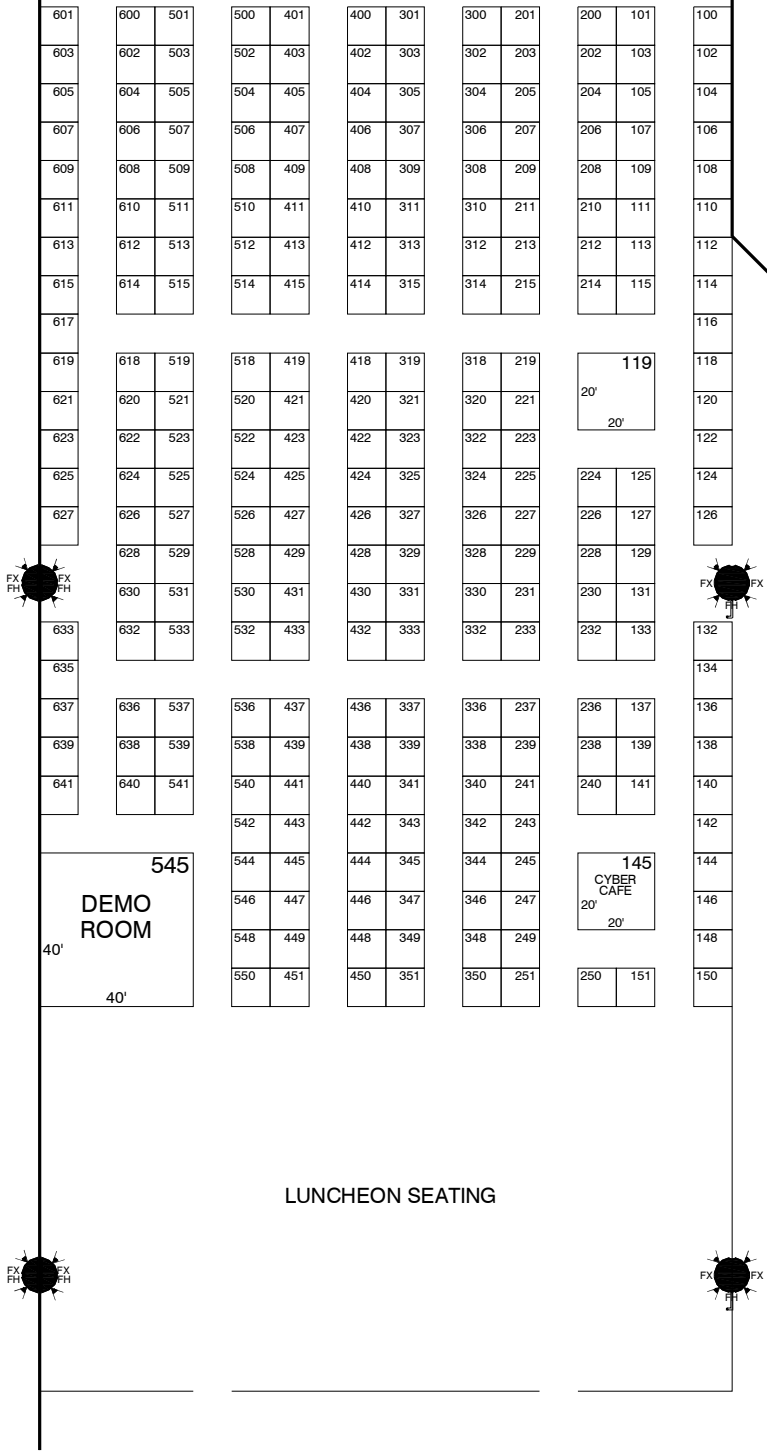 601 600 501 500 401 400 301 300 201 200 101 100
603 602 503 502 403 402 303 302 203 202 103 102
605 604 505 504 405 404 305 304 205 204 105 104
607 606 507 506 407 406 307 306 207 206 107 106
609 608 509 508 409 408 309 308 209 208 109 108
611 610 511 510 411 410 311 310 211 210 111 110
613 612 513 512 413 412 313 312 213 212 113 112
615 614 515 514 415 414 315 314 215 214 115 114
617 116
619 618 519 518 419 418 319 318 219 119 118
621 620 521 520 421 420 321 320 221 20' 120
20'
623 622 523 522 423 422 323 322 223 122
625 624 525 524 425 424 325 324 225 224 125 124
627 626 527 526 427 426 327 326 227 226 127 126
628 529 528 429 428 329 328 229 228 129
FX FX FX FX
FH FH
630 531 530 431 430 331 330 231 230 131
FH
633 632 533 532 433 432 333 332 233 232 133 132
635 134
637 636 537 536 437 436 337 336 237 236 137 136
639 638 539 538 439 438 339 338 239 238 139 138
641 640 541 540 441 440 341 340 241 240 141 140
542 443 442 343 342 243 142
545 544 445 444 345 344 245 145 144
CYBER
CAFE
DEMO 546 447 446 347 346 247 20' 146
20'
ROOM
40' 548 449 448 349 348 249 148
550 451 450 351 350 251 250 151 150
40'
LUNCHEON SEATING
FX FX FX FX
FH FH
FH